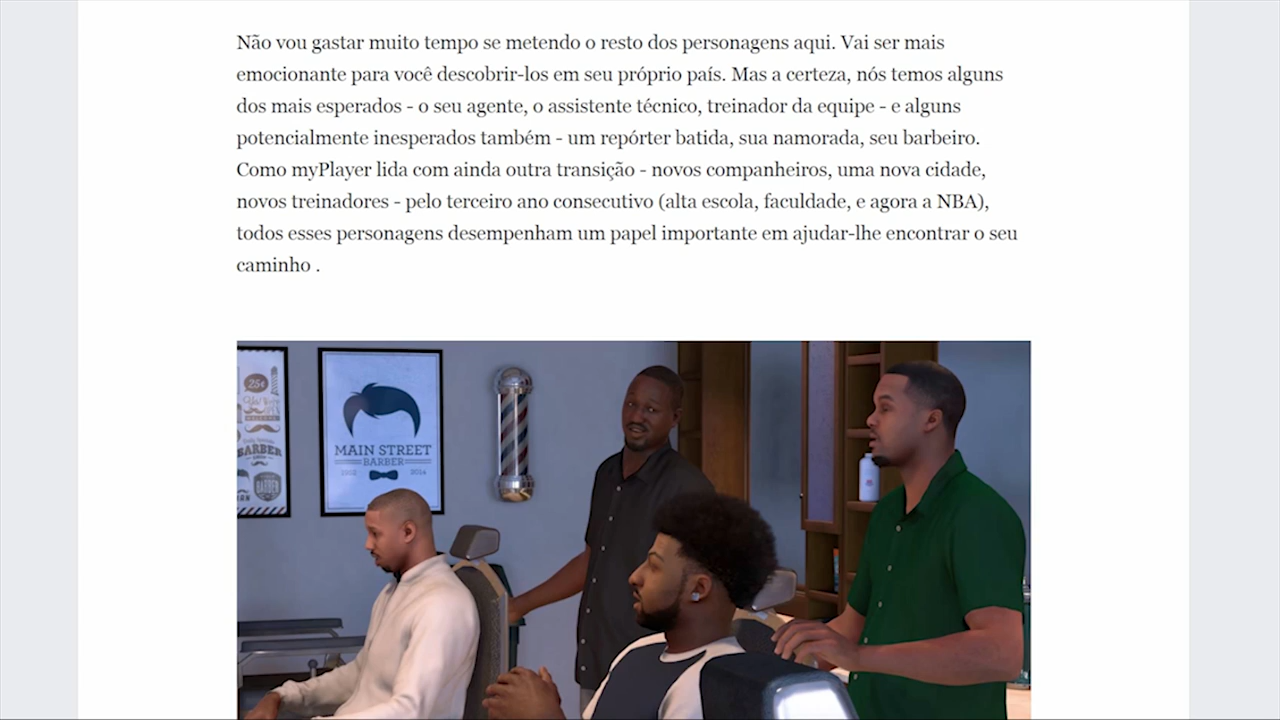 Não vou gastar muito tempo se metendo o resto dos personagens aqui. Vai ser mais
emocionante para você descobrir-los em seu próprio país. Mas a certeza, nós temos alguns
dos mais esperados - o seu agente, o assistente técnico, treinador da equipe - e alguns
potencialmente inesperados também - um repórter batida, sua namorada, seu barbeiro.
Como myPlayer lida com ainda outra transição - novos companheiros, uma nova cidade,
novos treinadores - pelo terceiro ano consecutivo (alta escola, faculdade, e agora a NBA),
todos esses personagens desempenham um papel importante em ajudar-lhe encontrar o seu
caminho .
25¢
BARBER
BARBER
MAIN STREET
BARBER
2014